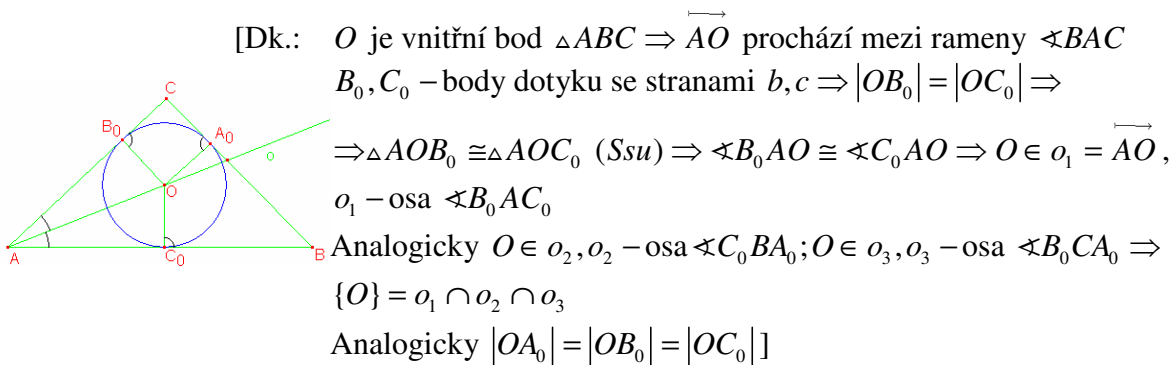 [Dk.: O je vnitřní bod △ABC ⇒ ↦AO prochází mezi rameny ∢BAC
B₀, C₀ – body dotyku se stranami b, c ⇒ |OB₀| = |OC₀| ⇒
⇒ △AOB₀ ≅ △AOC₀ (Ssu) ⇒ ∢B₀AO ≅ ∢C₀AO ⇒ O ∈ o₁ = ↦AO,
o₁ – osa ∢B₀AC₀
Analogicky O ∈ o₂, o₂ – osa ∢C₀BA₀; O ∈ o₃, o₃ – osa ∢B₀CA₀ ⇒
{O} = o₁ ∩ o₂ ∩ o₃
Analogicky |OA₀| = |OB₀| = |OC₀| ]
C
B₀
A₀
o
O
A
C₀
B